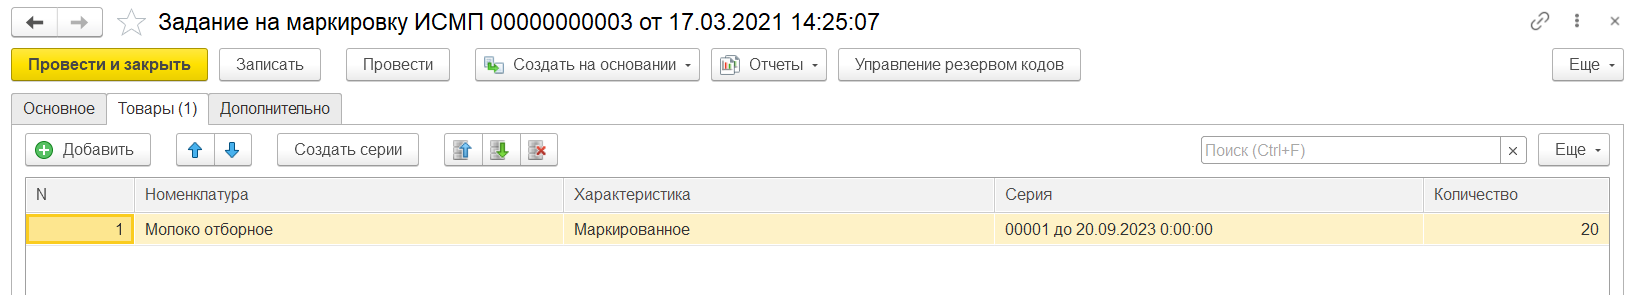 Задание на маркировку ИСМП 00000000003 от 17.03.2021 14:25:07
Провести и закрыть Записать Провести Создать на основании Отчеты Управление резервом кодов Еще
Основное Товары (1) Дополнительно
Добавить Создать серии Поиск (Ctrl+F) × Еще
N Номенклатура Характеристика Серия Количество
1 Молоко отборное Маркированное 00001 до 20.09.2023 0:00:00 20